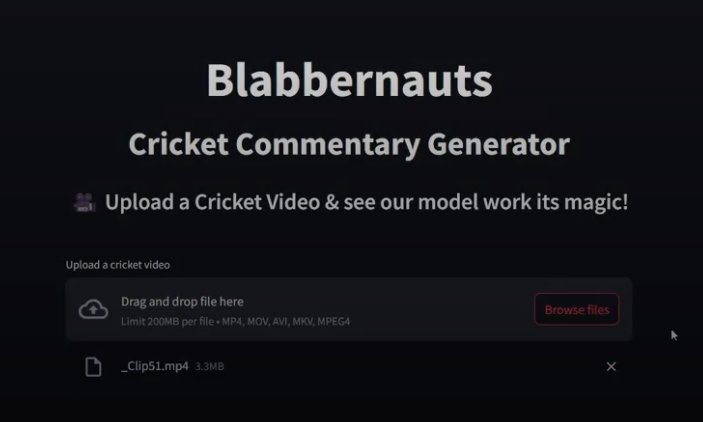 Blabbernauts
Cricket Commentary Generator
Upload a Cricket Video & see our model work its magic!
Upload a cricket video
Drag and drop file here
Limit 200MB per file • MP4, MOV, AVI, MKV, MPEG4
Browse files
_Clip51.mp4 3.3MB